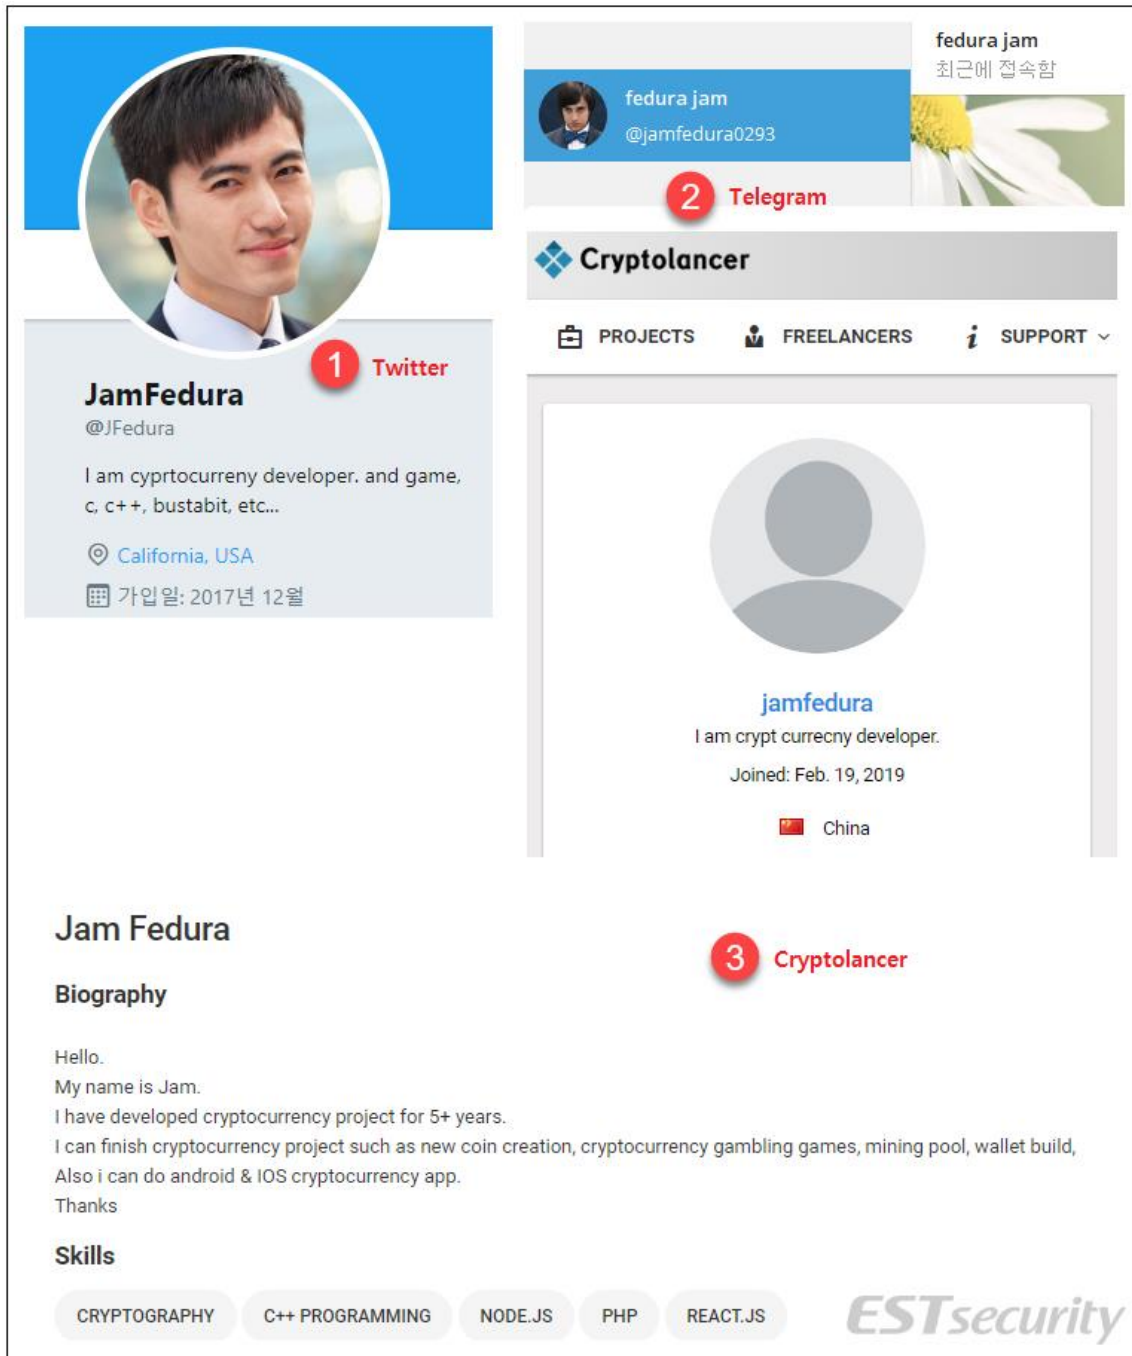 JamFedura
@JFedura
I am cyprtocurreny developer. and game,
c, c++, bustabit, etc...
California, USA
가입일: 2017년 12월
1 Twitter
fedura jam
@jamfedura0293
fedura jam
최근에 접속함
2 Telegram
Cryptolancer
PROJECTS FREELANCERS i SUPPORT
jamfedura
I am crypt currecny developer.
Joined: Feb. 19, 2019
China
Jam Fedura
3 Cryptolancer
Biography
Hello.
My name is Jam.
I have developed cryptocurrency project for 5+ years.
I can finish cryptocurrency project such as new coin creation, cryptocurrency gambling games, mining pool, wallet build,
Also i can do android & IOS cryptocurrency app.
Thanks
Skills
CRYPTOGRAPHY C++ PROGRAMMING NODE.JS PHP REACT.JS
ESTsecurity